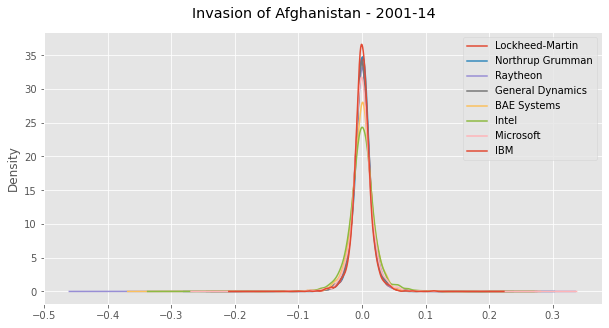 Invasion of Afghanistan - 2001-14
Lockheed-Martin
Northrup Grumman
Raytheon
General Dynamics
BAE Systems
Intel
Microsoft
IBM
Density
35
30
25
20
15
10
5
0
−0.5 −0.4 −0.3 −0.2 −0.1 0.0 0.1 0.2 0.3